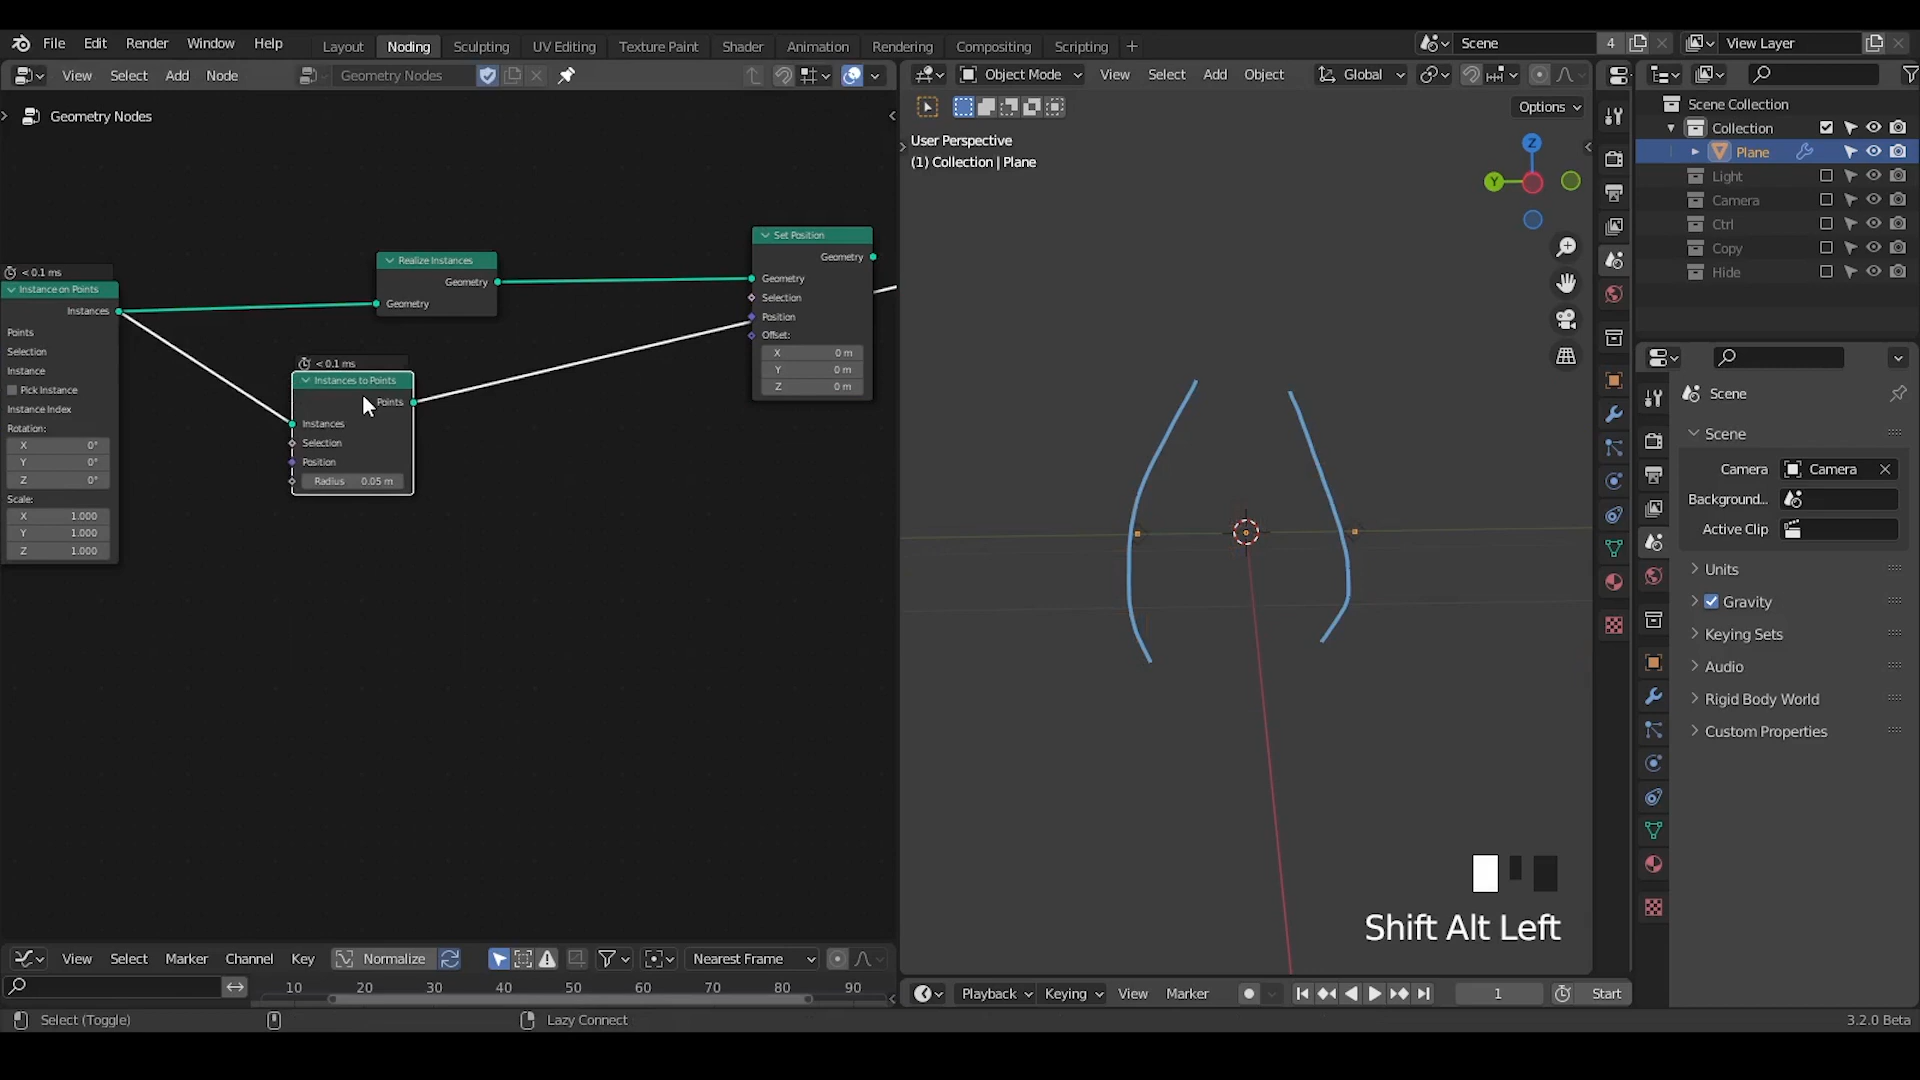 File Edit Render Window Help Layout Noding Sculpting UV Editing Texture Paint Shader Animation Rendering Compositing Scripting + Scene 4 View Layer
View Select Add Node Geometry Nodes Object Mode View Select Add Object Global
Options
Geometry Nodes
User Perspective
(1) Collection | Plane
Z
Y
Scene Collection
Collection
Plane
Light
Camera
Ctrl
Copy
Hide
< 0.1 ms
Instance on Points
Instances
Points
Selection
Instance
Pick Instance
Instance Index
Rotation:
X 0°
Y 0°
Z 0°
Scale:
X 1.000
Y 1.000
Z 1.000
Realize Instances
Geometry
Geometry
< 0.1 ms
Instances to Points
Points
Instances
Selection
Position
Radius 0.05 m
Set Position
Geometry
Geometry
Selection
Position
Offset:
X 0 m
Y 0 m
Z 0 m
Scene
Scene
Camera Camera
Background...
Active Clip
Units
Gravity
Keying Sets
Audio
Rigid Body World
Custom Properties
Shift Alt Left
View Select Marker Channel Key Normalize Nearest Frame
10 20 30 40 50 60 70 80 90
Playback Keying View Marker 1 Start
Select (Toggle) Lazy Connect 3.2.0 Beta